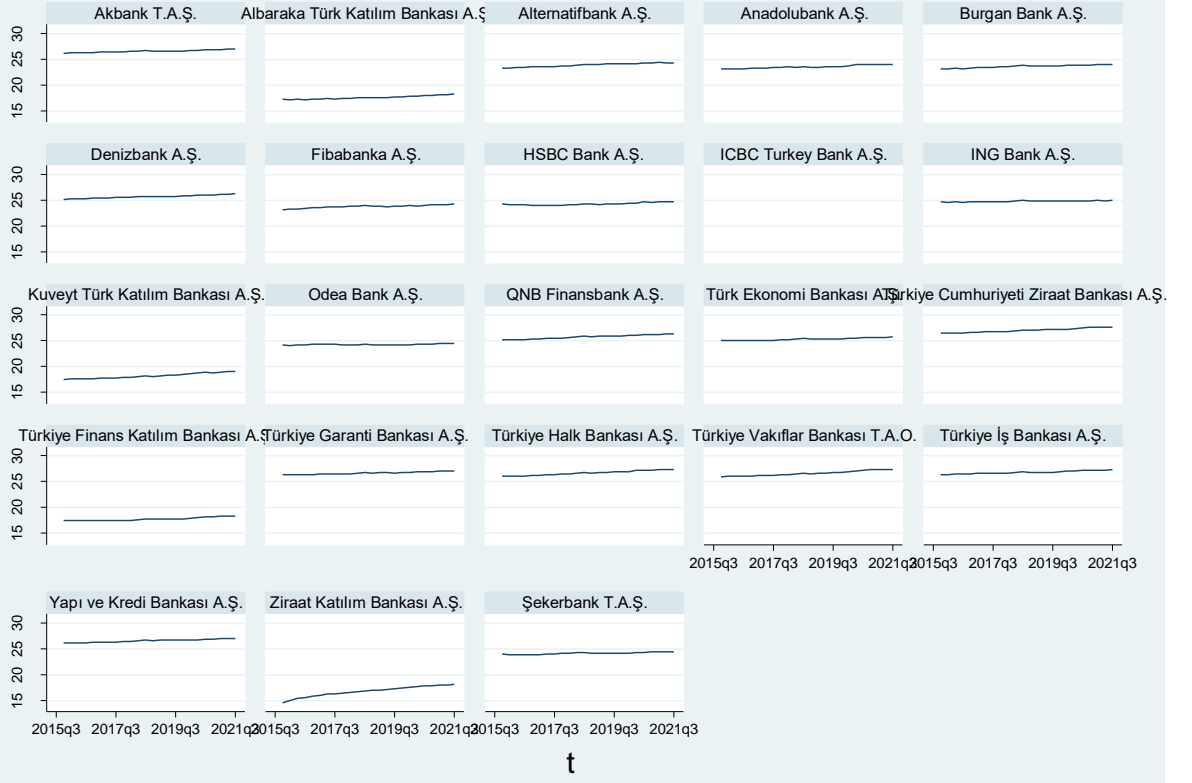 Akbank T.A.Ş. Albaraka Türk Katılım Bankası A.Ş Alternatifbank A.Ş. Anadolubank A.Ş. Burgan Bank A.Ş.
30
25
20
15
Denizbank A.Ş. Fibabanka A.Ş. HSBC Bank A.Ş. ICBC Turkey Bank A.Ş. ING Bank A.Ş.
30
25
20
15
Kuveyt Türk Katılım Bankası A.Ş. Odea Bank A.Ş. QNB Finansbank A.Ş. Türk Ekonomi Bankası A.Ş. Türkiye Cumhuriyeti Ziraat Bankası A.Ş.
30
25
20
15
Türkiye Finans Katılım Bankası A.Ş Türkiye Garanti Bankası A.Ş. Türkiye Halk Bankası A.Ş. Türkiye Vakıflar Bankası T.A.O. Türkiye İş Bankası A.Ş.
30
25
20
15
2015q3 2017q3 2019q3 2021q3 2015q3 2017q3 2019q3 2021q3
Yapı ve Kredi Bankası A.Ş. Ziraat Katılım Bankası A.Ş. Şekerbank T.A.Ş.
30
25
20
15
2015q3 2017q3 2019q3 2021q3 2015q3 2017q3 2019q3 2021q3 2015q3 2017q3 2019q3 2021q3
t